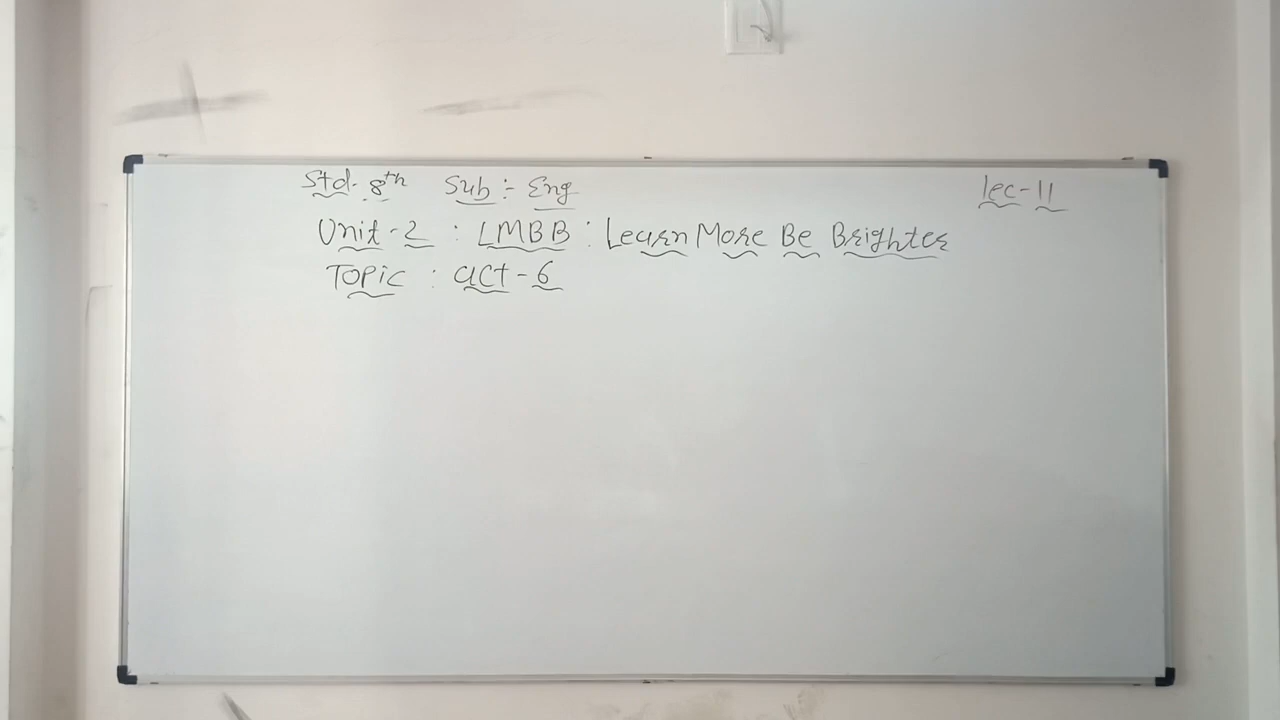 Std- 8th Sub :- Eng lec-11
Unit-2 : LMBB : Learn More Be Brighter
Topic : act-6